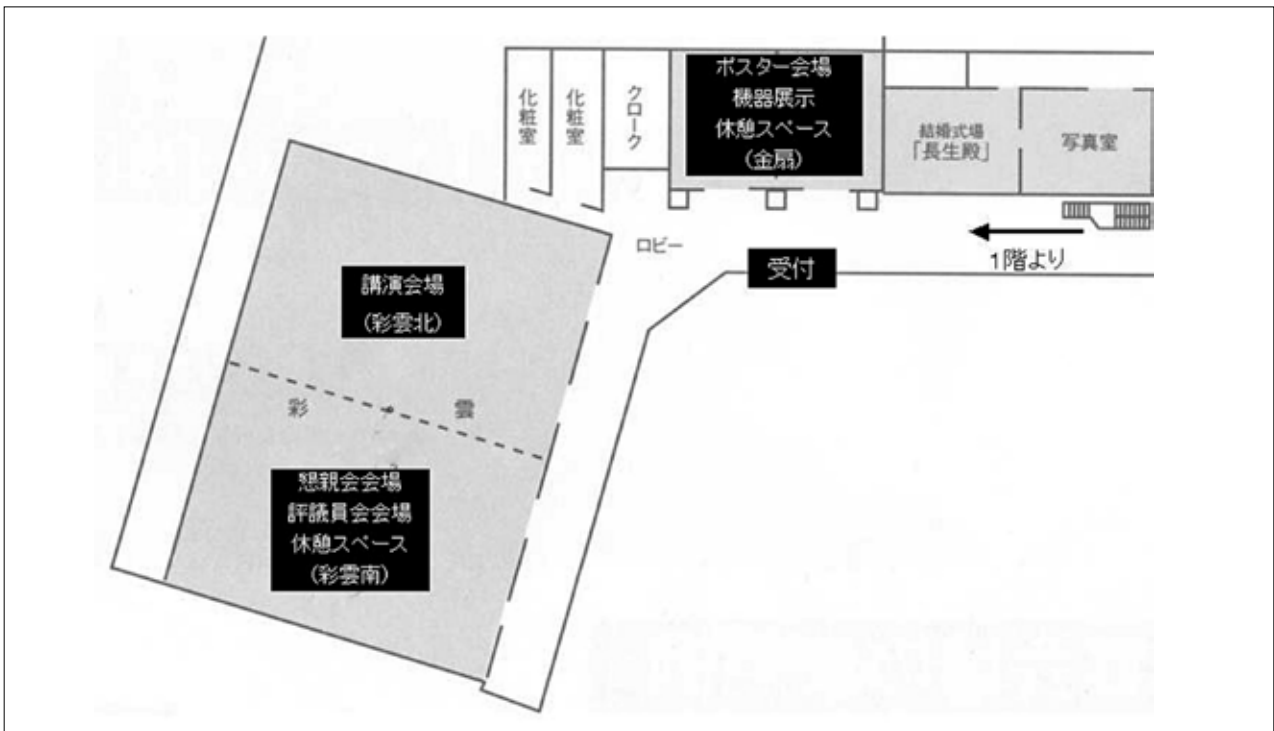 化粧室
化粧室
クローク
ポスター会場
機器展示
休憩スペース
(金扇)
結婚式場
「長生殿」
写真室
ロビー
受付
1階より
講演会場
(彩雲北)
彩雲
懇親会会場
評議員会会場
休憩スペース
(彩雲南)